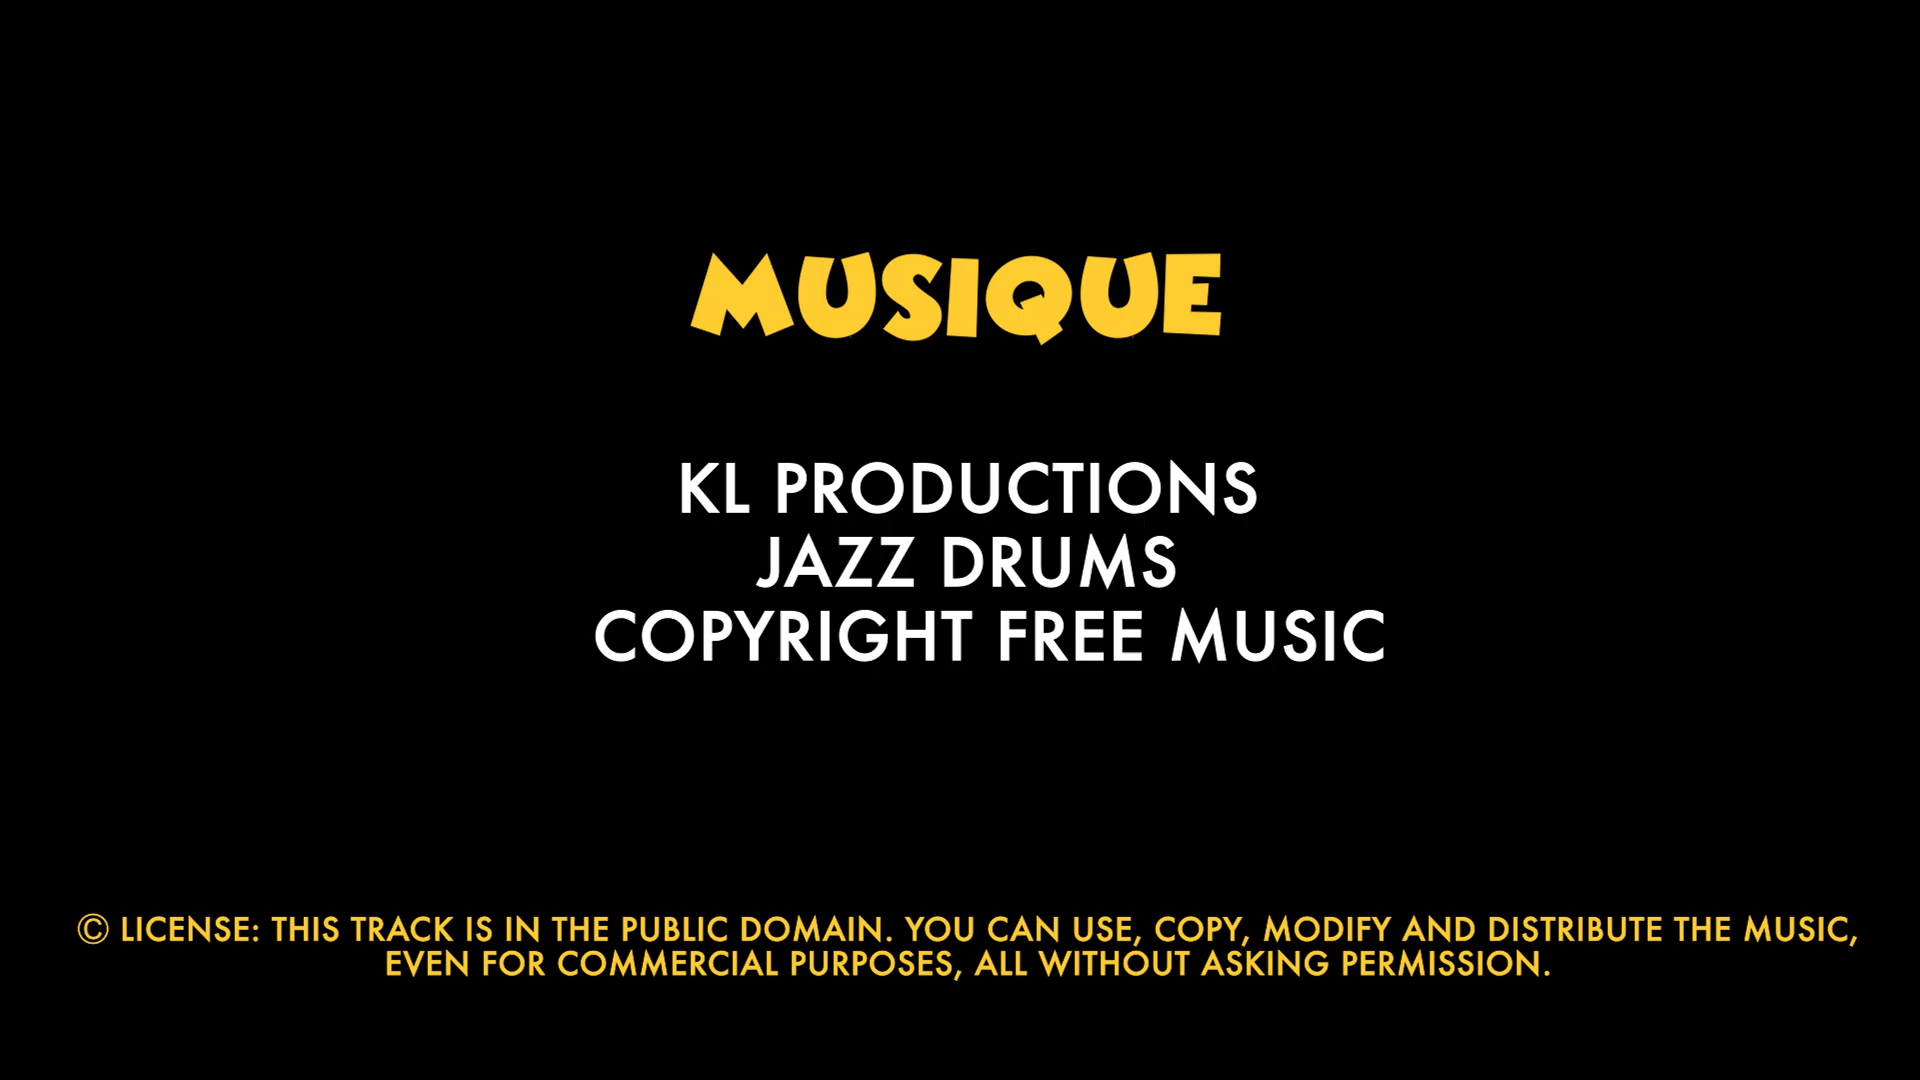 MUSIQUE
KL PRODUCTIONS
JAZZ DRUMS
COPYRIGHT FREE MUSIC
© LICENSE: THIS TRACK IS IN THE PUBLIC DOMAIN. YOU CAN USE, COPY, MODIFY AND DISTRIBUTE THE MUSIC,
EVEN FOR COMMERCIAL PURPOSES, ALL WITHOUT ASKING PERMISSION.